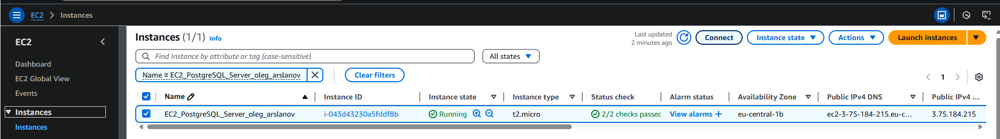 EC2 > Instances
EC2
Dashboard
EC2 Global View
Events
Instances
Instances
Instances (1/1) Info
Last updated
2 minutes ago
Connect
Instance state
Actions
Launch instances
Find Instance by attribute or tag (case-sensitive)
All states
Name = EC2_PostgreSQL_Server_oleg_arslanov
Clear filters
1
Name Instance ID Instance state Instance type Status check Alarm status Availability Zone Public IPv4 DNS Public IPv4 ...
EC2_PostgreSQL_Server_oleg_arslanov i-043d43230a5fddf8b Running t2.micro 2/2 checks passec View alarms + eu-central-1b ec2-3-75-184-215.eu-c... 3.75.184.215